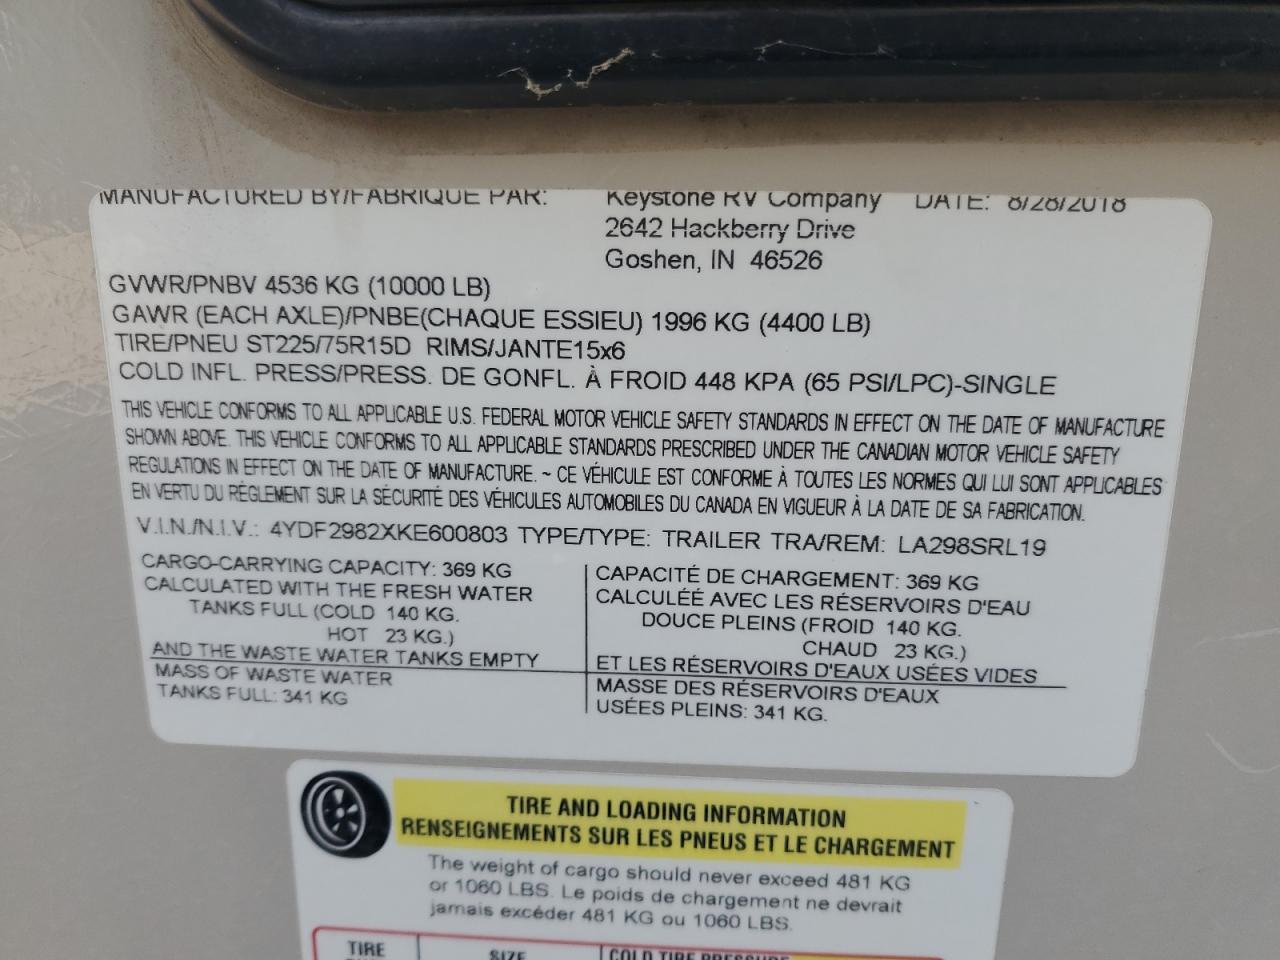 MANUFACTURED BY/FABRIQUE PAR: Keystone RV Company DATE: 8/28/2018
2642 Hackberry Drive
Goshen, IN 46526
GVWR/PNBV 4536 KG (10000 LB)
GAWR (EACH AXLE)/PNBE(CHAQUE ESSIEU) 1996 KG (4400 LB)
TIRE/PNEU ST225/75R15D RIMS/JANTE15x6
COLD INFL. PRESS/PRESS. DE GONFL. À FROID 448 KPA (65 PSI/LPC)-SINGLE
THIS VEHICLE CONFORMS TO ALL APPLICABLE U.S. FEDERAL MOTOR VEHICLE SAFETY STANDARDS IN EFFECT ON THE DATE OF MANUFACTURE
SHOWN ABOVE. THIS VEHICLE CONFORMS TO ALL APPLICABLE STANDARDS PRESCRIBED UNDER THE CANADIAN MOTOR VEHICLE SAFETY
REGULATIONS IN EFFECT ON THE DATE OF MANUFACTURE. ~ CE VÉHICULE EST CONFORME À TOUTES LES NORMES QUI LUI SONT APPLICABLES
EN VERTU DU RÈGLEMENT SUR LA SÉCURITÉ DES VÉHICULES AUTOMOBILES DU CANADA EN VIGUEUR À LA DATE DE SA FABRICATION.
V.I.N./N.I.V.: 4YDF2982XKE600803 TYPE/TYPE: TRAILER TRA/REM: LA298SRL19
CARGO-CARRYING CAPACITY: 369 KG
CALCULATED WITH THE FRESH WATER
TANKS FULL (COLD 140 KG.
HOT 23 KG.)
AND THE WASTE WATER TANKS EMPTY
MASS OF WASTE WATER
TANKS FULL: 341 KG
CAPACITÉ DE CHARGEMENT: 369 KG
CALCULÉE AVEC LES RÉSERVOIRS D'EAU
DOUCE PLEINS (FROID 140 KG.
CHAUD 23 KG.)
ET LES RÉSERVOIRS D'EAUX USÉES VIDES
MASSE DES RÉSERVOIRS D'EAUX
USÉES PLEINS: 341 KG.
TIRE AND LOADING INFORMATION
RENSEIGNEMENTS SUR LES PNEUS ET LE CHARGEMENT
The weight of cargo should never exceed 481 KG
or 1060 LBS. Le poids de chargement ne devrait
jamais excéder 481 KG ou 1060 LBS.
TIRE SIZE COLD TIRE PRESSURE